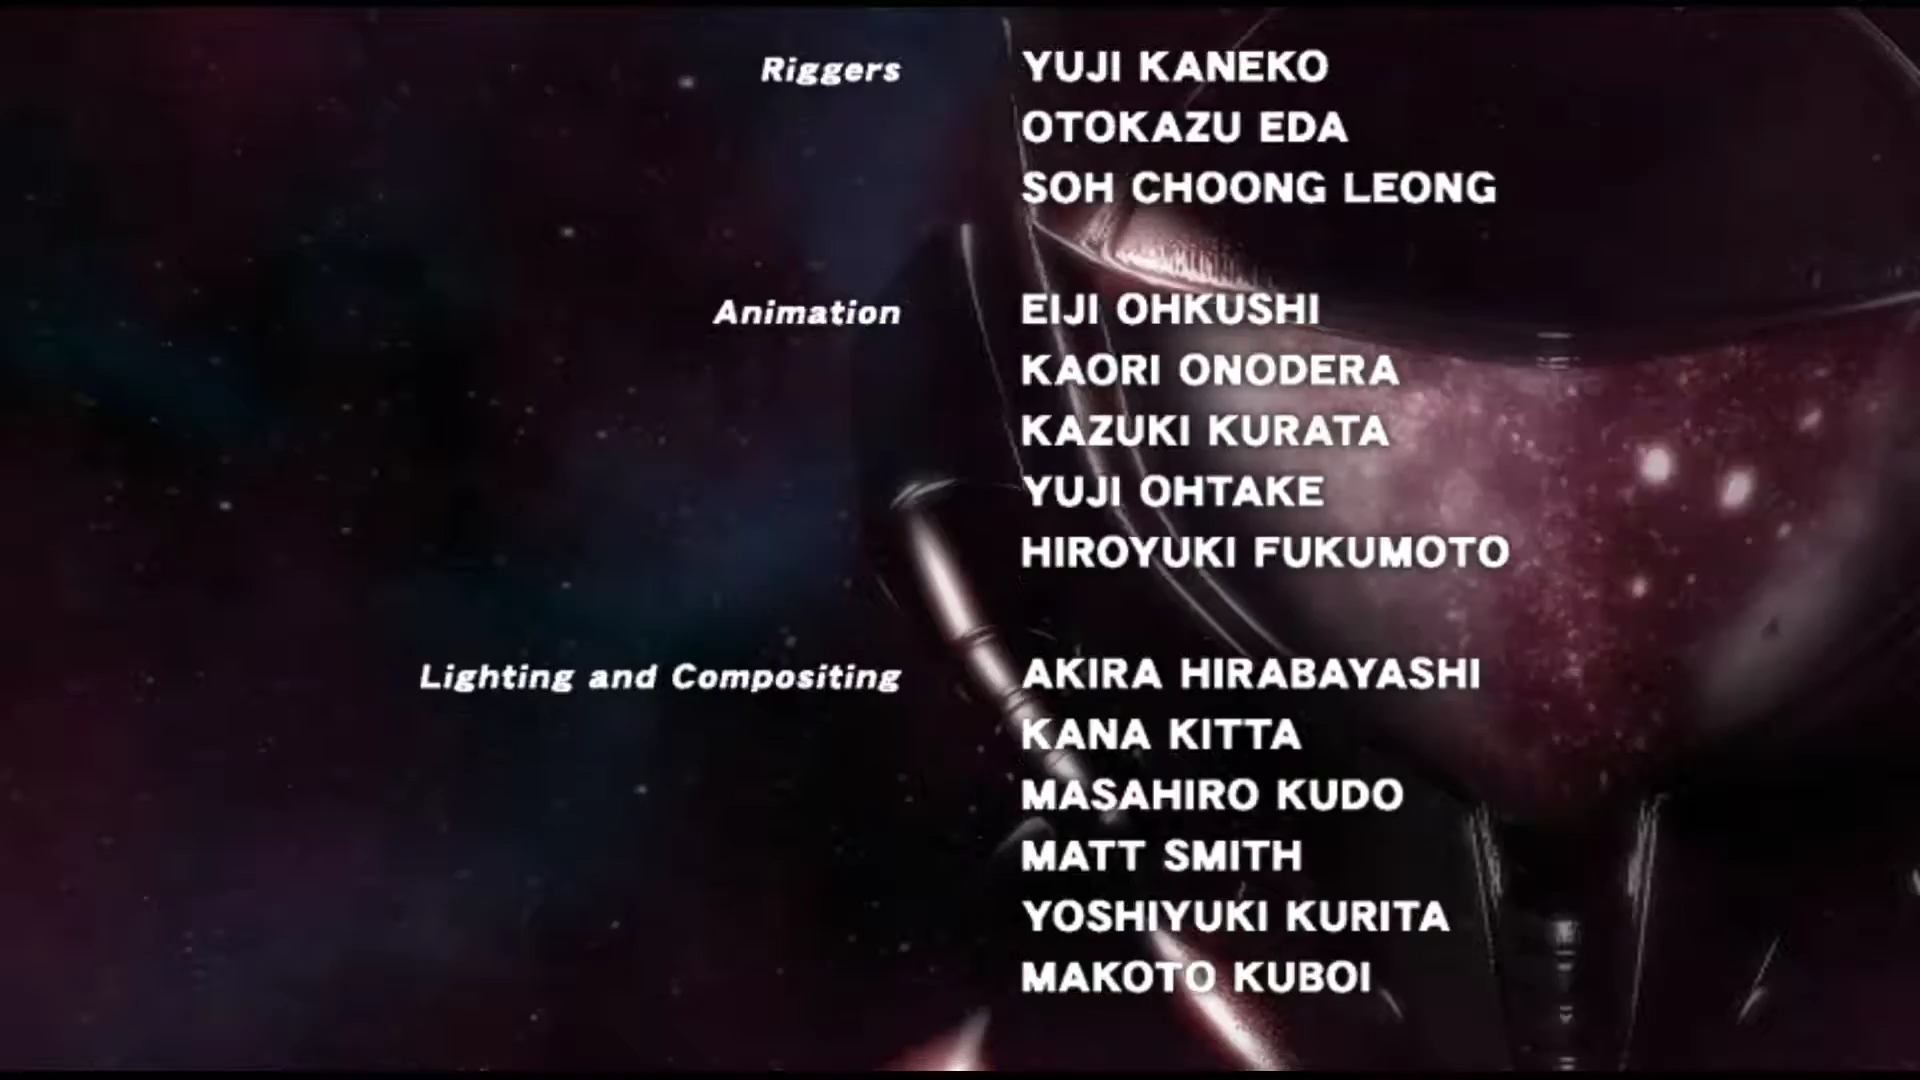 Riggers YUJI KANEKO
OTOKAZU EDA
SOH CHOONG LEONG
Animation EIJI OHKUSHI
KAORI ONODERA
KAZUKI KURATA
YUJI OHTAKE
HIROYUKI FUKUMOTO
Lighting and Compositing AKIRA HIRABAYASHI
KANA KITTA
MASAHIRO KUDO
MATT SMITH
YOSHIYUKI KURITA
MAKOTO KUBOI